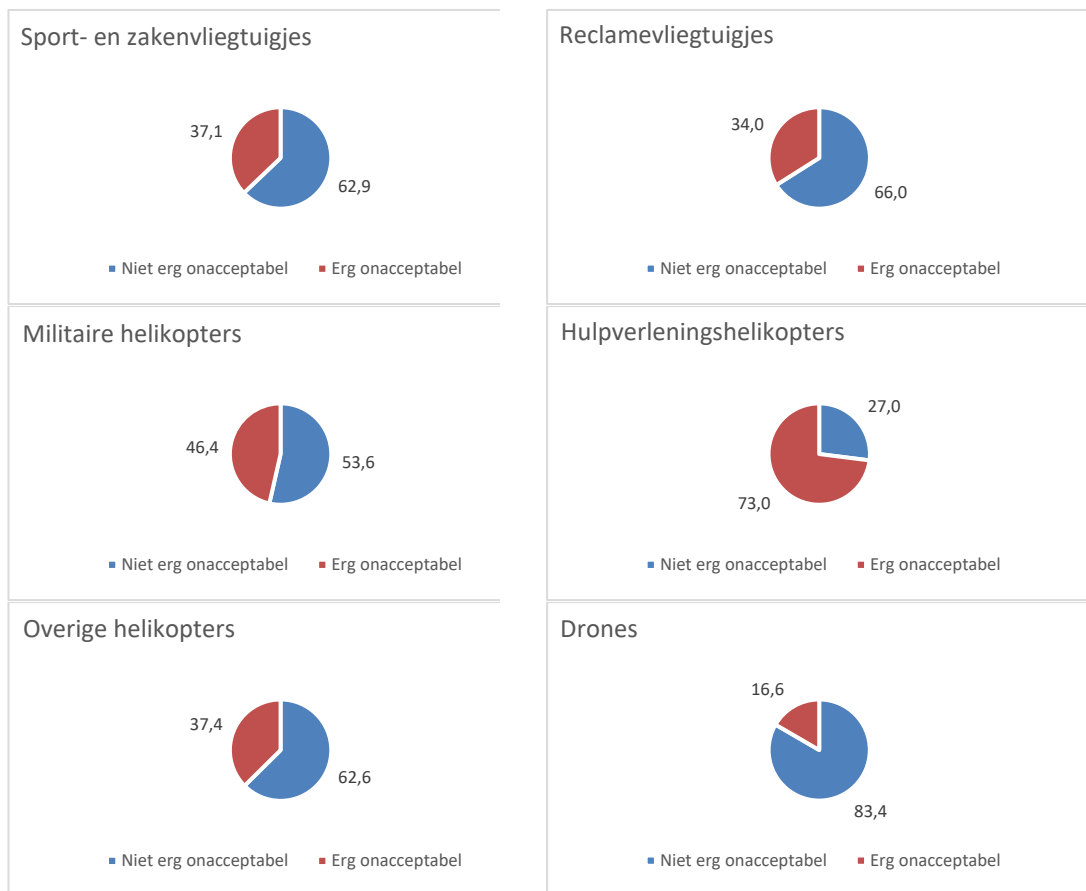 Sport- en zakenvliegtuigjes
37,1
62,9
Niet erg onacceptabel Erg onacceptabel
Reclamevliegtuigjes
34,0
66,0
Niet erg onacceptabel Erg onacceptabel
Militaire helikopters
46,4
53,6
Niet erg onacceptabel Erg onacceptabel
Hulpverleningshelikopters
27,0
73,0
Niet erg onacceptabel Erg onacceptabel
Overige helikopters
37,4
62,6
Niet erg onacceptabel Erg onacceptabel
Drones
16,6
83,4
Niet erg onacceptabel Erg onacceptabel